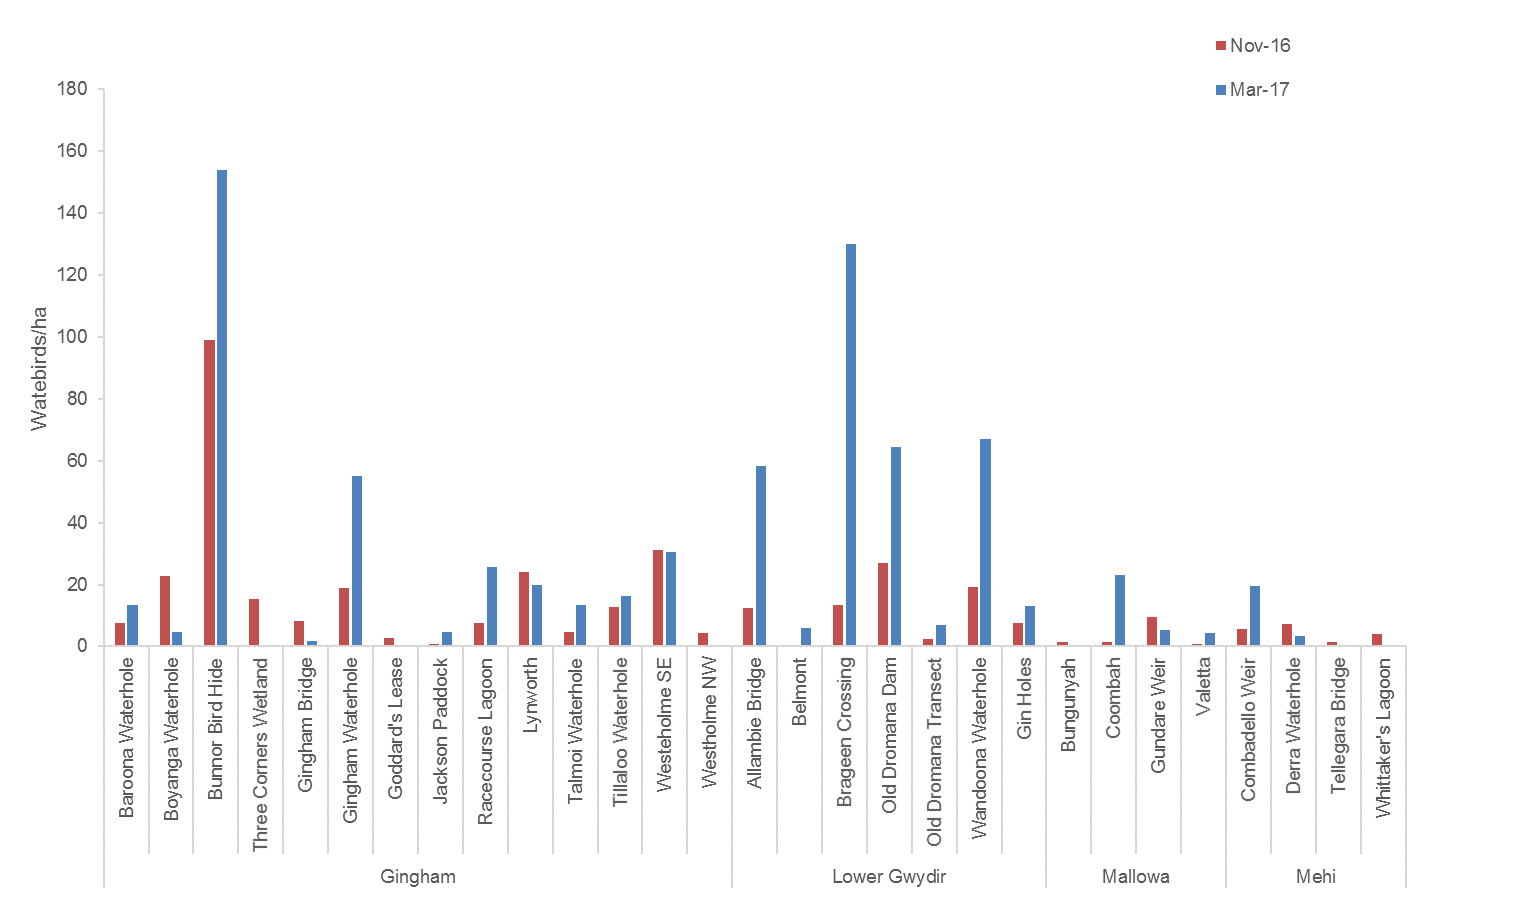 Nov-16
Mar-17
180
160
140
120
100
80
60
40
20
0
Watebirds/ha
Baroona Waterhole
Boyanga Waterhole
Bunnor Bird Hide
Three Corners Wetland
Gingham Bridge
Gingham Waterhole
Goddard's Lease
Jackson Paddock
Racecourse Lagoon
Lynworth
Talmoi Waterhole
Tillaloo Waterhole
Westeholme SE
Westholme NW
Allambie Bridge
Belmont
Brageen Crossing
Old Dromana Dam
Old Dromana Transect
Wandoona Waterhole
Gin Holes
Bungunyah
Coombah
Gundare Weir
Valetta
Combadello Weir
Derra Waterhole
Tellegara Bridge
Whittaker's Lagoon
Gingham
Lower Gwydir
Mallowa
Mehi